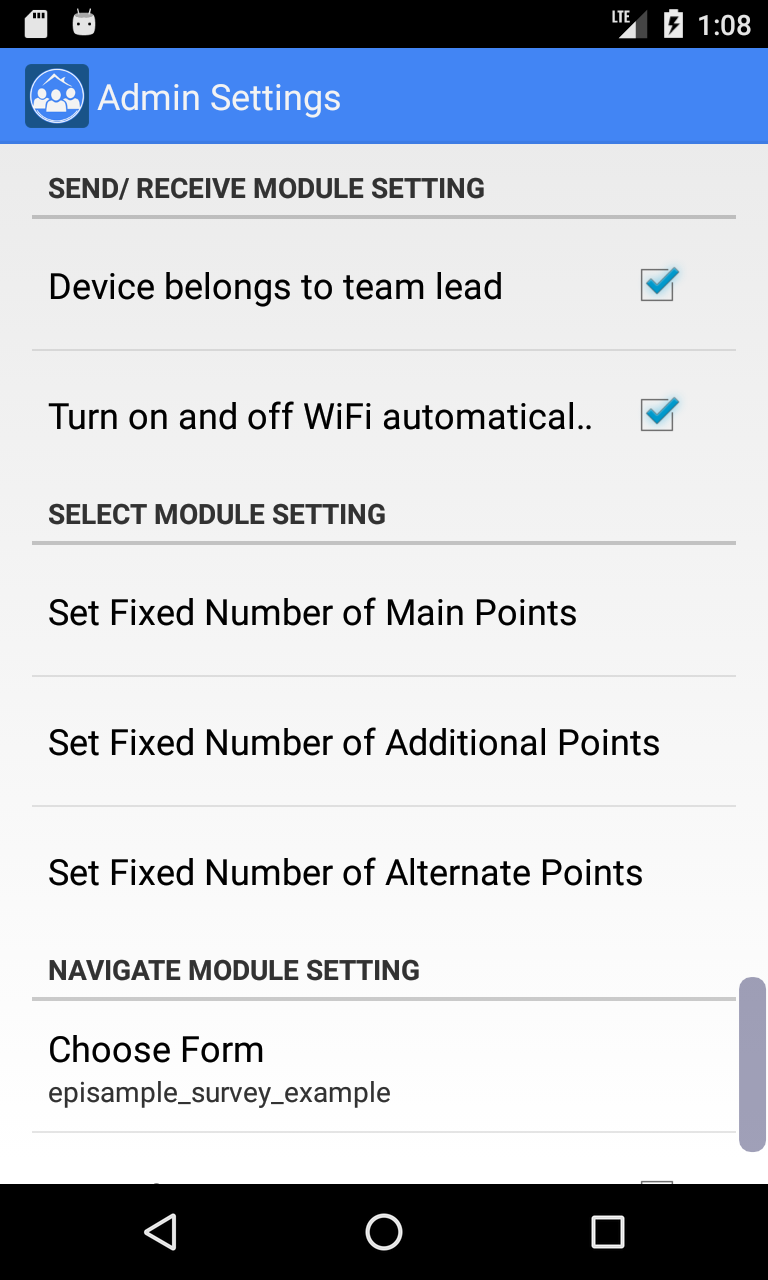 LTE 1:08
Admin Settings
SEND/ RECEIVE MODULE SETTING
Device belongs to team lead
Turn on and off WiFi automatical..
SELECT MODULE SETTING
Set Fixed Number of Main Points
Set Fixed Number of Additional Points
Set Fixed Number of Alternate Points
NAVIGATE MODULE SETTING
Choose Form
episample_survey_example